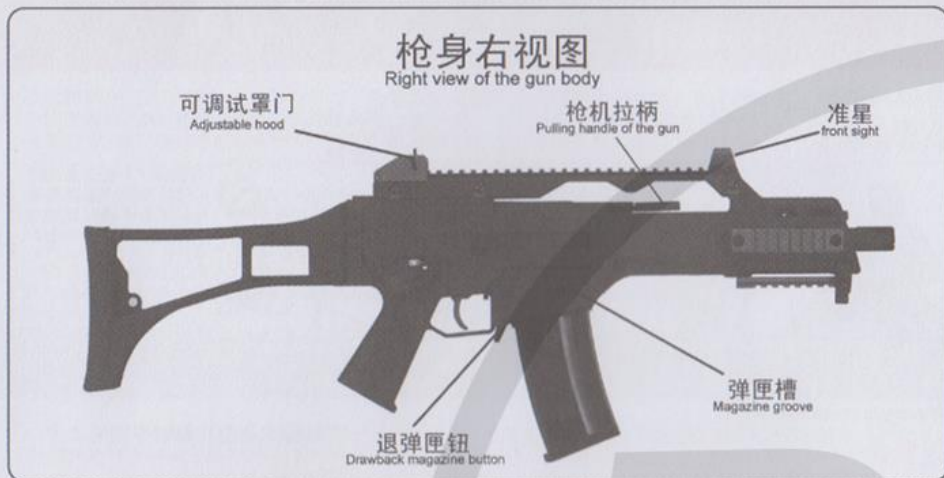 枪身右视图
Right view of the gun body
可调试罩门
Adjustable hood
枪机拉柄
Pulling handle of the gun
准星
front sight
弹匣槽
Magazine groove
退弹匣钮
Drawback magazine button